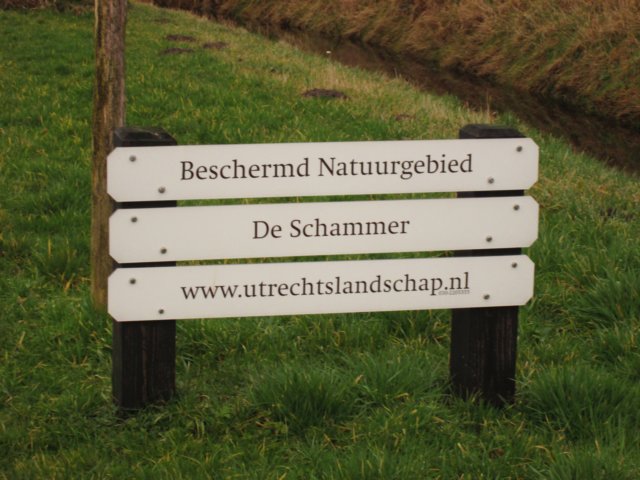 Beschermd Natuurgebied
De Schammer
www.utrechtslandschap.nl